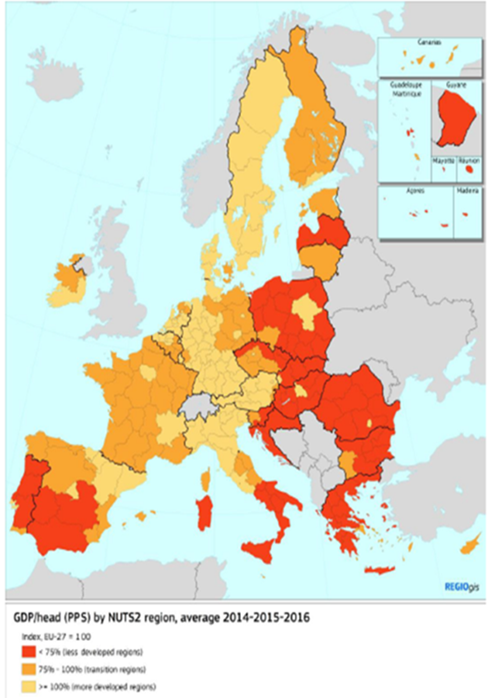 Canarias
Guadeloupe
Martinique
Guyane
Mayotte
Réunion
Açores
Madeira
REGIOgis
GDP/head (PPS) by NUTS2 region, average 2014-2015-2016
Index, EU-27 = 100
< 75% (less developed regions)
75% - 100% (transition regions)
>= 100% (more developed regions)